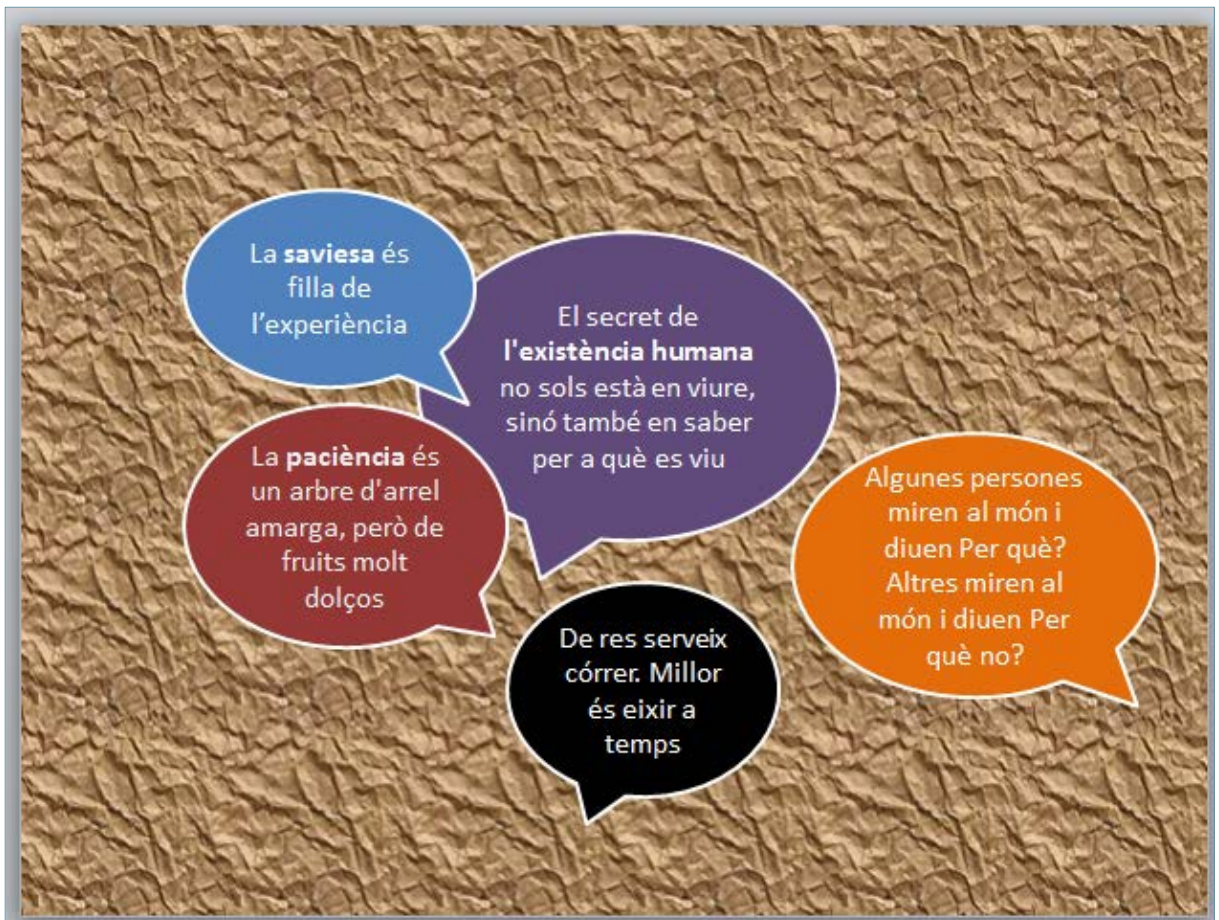 La saviesa és
filla de
l’experiència
El secret de
l'existència humana
no sols està en viure,
sinó també en saber
per a què es viu
La paciència és
un arbre d'arrel
amarga, però de
fruits molt
dolços
Algunes persones
miren al món i
diuen Per què?
Altres miren al
món i diuen Per
què no?
De res serveix
córrer. Millor
és eixir a
temps